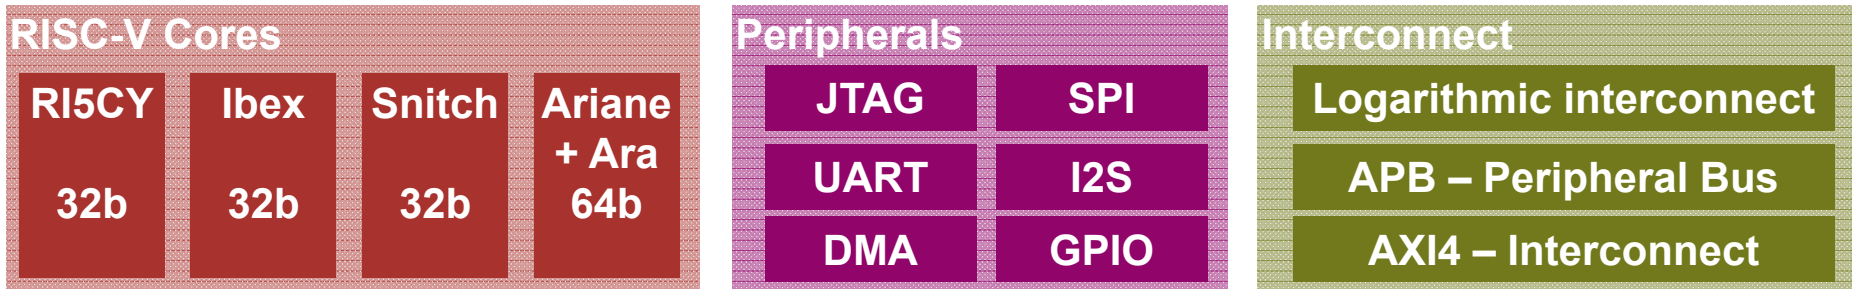 RISC-V Cores
RI5CY
32b
Ibex
32b
Snitch
32b
Ariane
+ Ara
64b
Peripherals
JTAG
SPI
UART
I2S
DMA
GPIO
Interconnect
Logarithmic interconnect
APB – Peripheral Bus
AXI4 – Interconnect